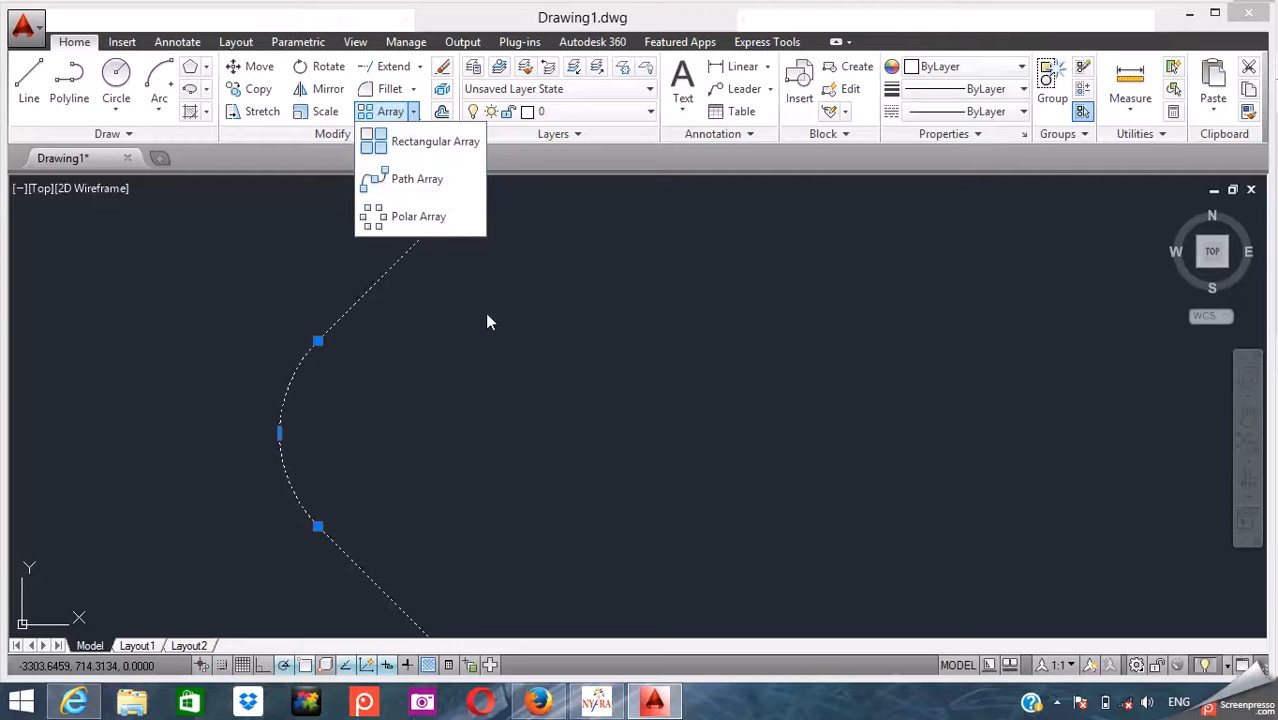 Drawing1.dwg
Home Insert Annotate Layout Parametric View Manage Output Plug-ins Autodesk 360 Featured Apps Express Tools
Line Polyline Circle Arc
Move Rotate Extend
Copy Mirror Fillet
Stretch Scale Array
Unsaved Layer State
0
Text
Linear
Leader
Table
Insert
Create
Edit
ByLayer
ByLayer
ByLayer
Group
Measure
Paste
Draw Modify Layers Annotation Block Properties Groups Utilities Clipboard
Rectangular Array
Path Array
Polar Array
Drawing1*
[−][Top][2D Wireframe]
N
W TOP E
S
WCS
Y
X
Model Layout1 Layout2
-3303.6459, 714.3134, 0.0000
MODEL
1:1
NYFRA
ENG
Screenpresso
.com